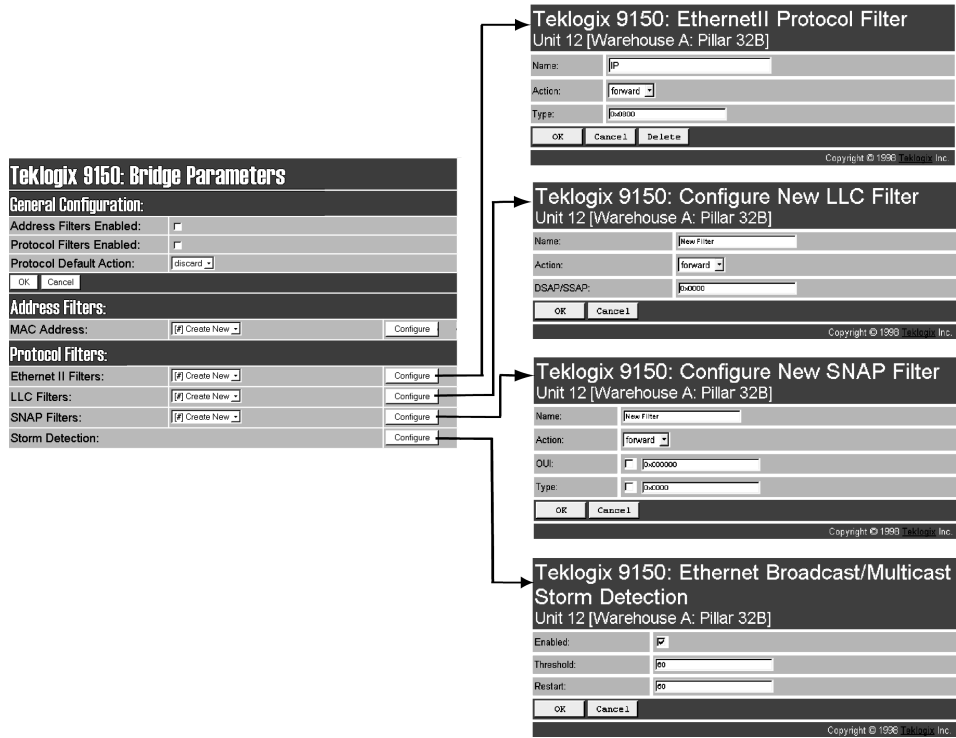 Teklogix 9150: Bridge Parameters
General Configuration:
Address Filters Enabled:
Protocol Filters Enabled:
Protocol Default Action: discard
OK Cancel
Address Filters:
MAC Address: [#] Create New Configure
Protocol Filters:
Ethernet II Filters: [#] Create New Configure
LLC Filters: [#] Create New Configure
SNAP Filters: [#] Create New Configure
Storm Detection: Configure
Teklogix 9150: EthernetII Protocol Filter
Unit 12 [Warehouse A: Pillar 32B]
Name: IP
Action: forward
Type: 0x0800
OK Cancel Delete
Copyright © 1998 Teklogix Inc.
Teklogix 9150: Configure New LLC Filter
Unit 12 [Warehouse A: Pillar 32B]
Name: New Filter
Action: forward
DSAP/SSAP: 0x0000
OK Cancel
Copyright © 1998 Teklogix Inc.
Teklogix 9150: Configure New SNAP Filter
Unit 12 [Warehouse A: Pillar 32B]
Name: New Filter
Action: forward
OUI: 0x000000
Type: 0x0000
OK Cancel
Copyright © 1998 Teklogix Inc.
Teklogix 9150: Ethernet Broadcast/Multicast
Storm Detection
Unit 12 [Warehouse A: Pillar 32B]
Enabled:
Threshold: 60
Restart: 60
OK Cancel
Copyright © 1998 Teklogix Inc.